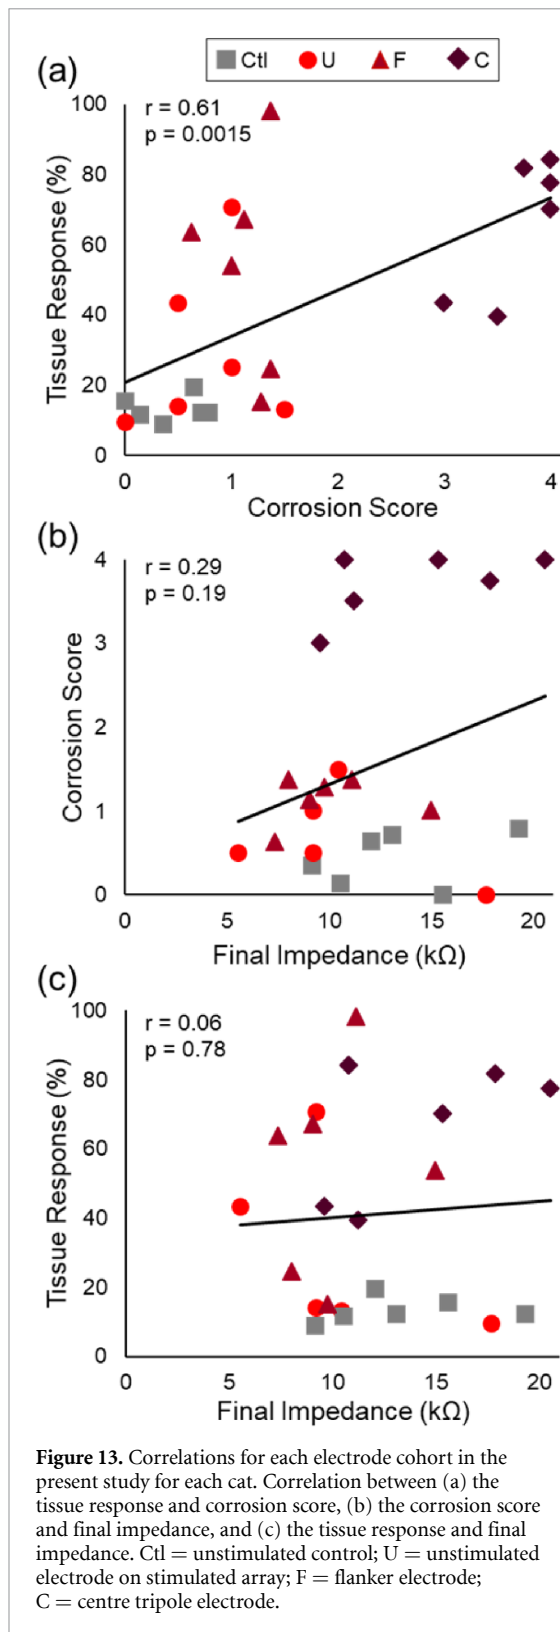 Ctl U F C
(a)
r = 0.61
p = 0.0015
100
80
60
40
20
0
Tissue Response (%)
0 1 2 3 4
Corrosion Score
(b)
r = 0.29
p = 0.19
4
3
2
1
0
Corrosion Score
0 5 10 15 20
Final Impedance (kΩ)
(c)
r = 0.06
p = 0.78
100
80
60
40
20
0
Tissue Response (%)
0 5 10 15 20
Final Impedance (kΩ)
Figure 13. Correlations for each electrode cohort in the
present study for each cat. Correlation between (a) the
tissue response and corrosion score, (b) the corrosion score
and final impedance, and (c) the tissue response and final
impedance. Ctl = unstimulated control; U = unstimulated
electrode on stimulated array; F = flanker electrode;
C = centre tripole electrode.